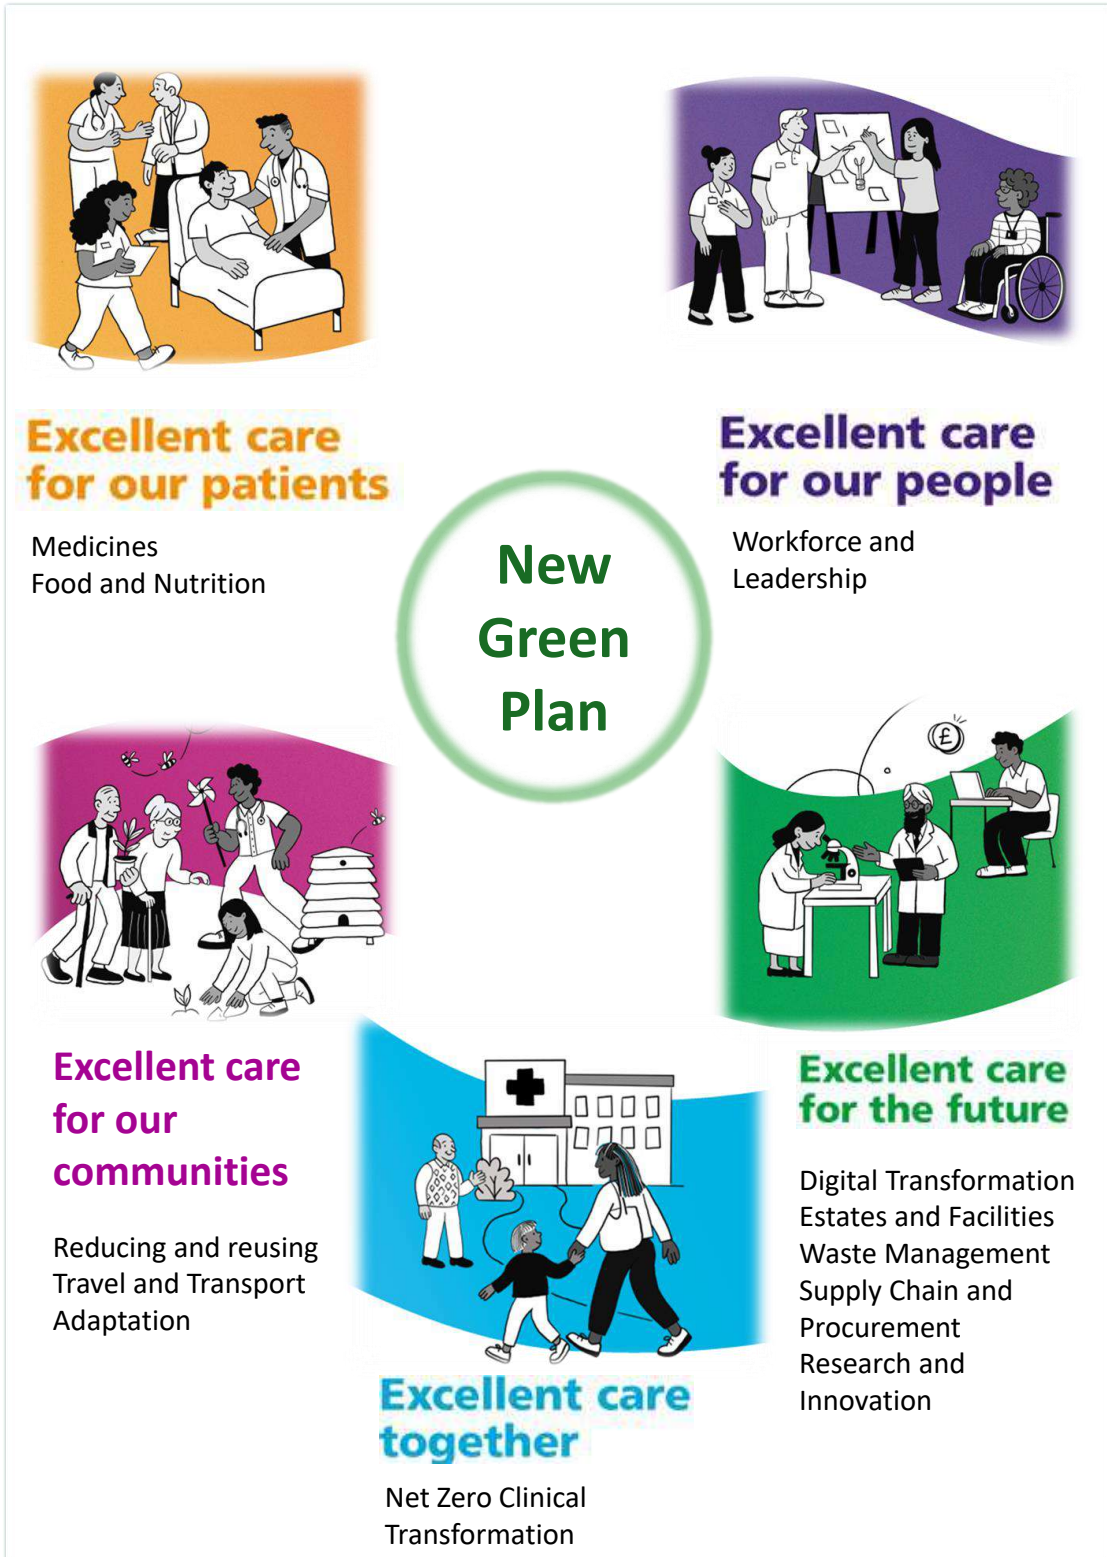 Excellent care
for our patients
Medicines
Food and Nutrition
Excellent care
for our people
Workforce and
Leadership
New
Green
Plan
£
Excellent care
for our
communities
Reducing and reusing
Travel and Transport
Adaptation
Excellent care
together
Net Zero Clinical
Transformation
Excellent care
for the future
Digital Transformation
Estates and Facilities
Waste Management
Supply Chain and
Procurement
Research and
Innovation